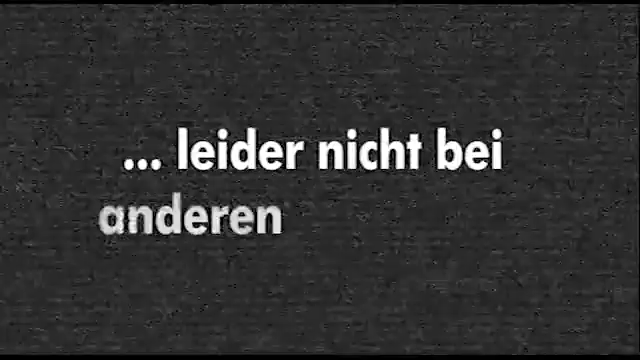 ... leider nicht bei
anderen